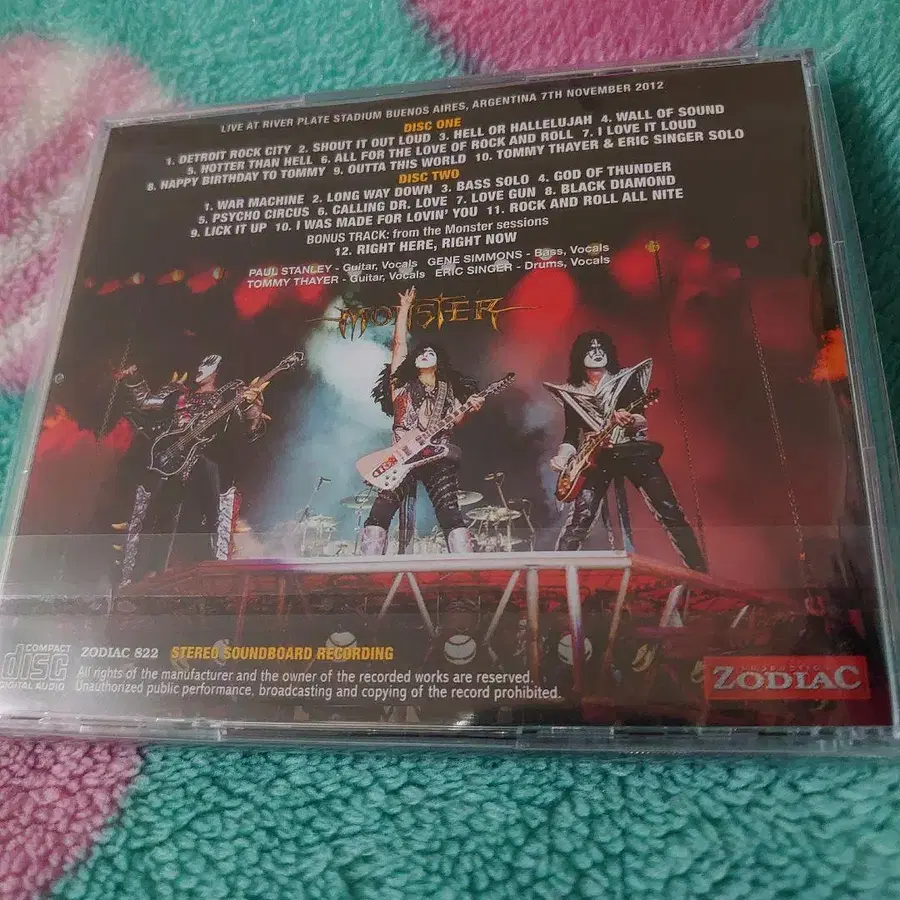 LIVE AT RIVER PLATE STADIUM BUENOS AIRES, ARGENTINA 7TH NOVEMBER 2012
DISC ONE
1. DETROIT ROCK CITY 2. SHOUT IT OUT LOUD 3. HELL OR HALLELUJAH 4. WALL OF SOUND
5. HOTTER THAN HELL 6. ALL FOR THE LOVE OF ROCK AND ROLL 7. I LOVE IT LOUD
8. HAPPY BIRTHDAY TO TOMMY 9. OUTTA THIS WORLD 10. TOMMY THAYER & ERIC SINGER SOLO
DISC TWO
1. WAR MACHINE 2. LONG WAY DOWN 3. BASS SOLO 4. GOD OF THUNDER
5. PSYCHO CIRCUS 6. CALLING DR. LOVE 7. LOVE GUN 8. BLACK DIAMOND
9. LICK IT UP 10. I WAS MADE FOR LOVIN' YOU 11. ROCK AND ROLL ALL NITE
BONUS TRACK: from the Monster sessions
12. RIGHT HERE, RIGHT NOW
PAUL STANLEY - Guitar, Vocals GENE SIMMONS - Bass, Vocals
TOMMY THAYER - Guitar, Vocals ERIC SINGER - Drums, Vocals
MONSTER
COMPACT
disc
DIGITAL AUDIO
ZODIAC 822 STEREO SOUNDBOARD RECORDING
All rights of the manufacturer and the owner of the recorded works are reserved.
Unauthorized public performance, broadcasting and copying of the record prohibited.
ZODIAC